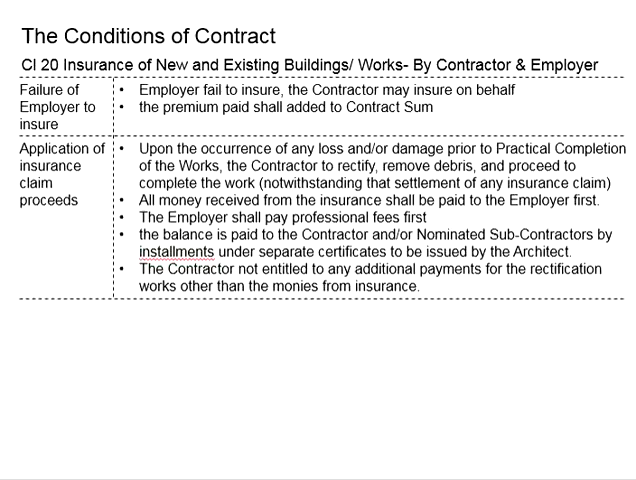 The Conditions of Contract
Cl 20 Insurance of New and Existing Buildings/ Works- By Contractor & Employer
Failure of
Employer to
insure
• Employer fail to insure, the Contractor may insure on behalf
• the premium paid shall added to Contract Sum
Application of
insurance
claim
proceeds
• Upon the occurrence of any loss and/or damage prior to Practical Completion
of the Works, the Contractor to rectify, remove debris, and proceed to
complete the work (notwithstanding that settlement of any insurance claim)
• All money received from the insurance shall be paid to the Employer first.
• The Employer shall pay professional fees first
• the balance is paid to the Contractor and/or Nominated Sub-Contractors by
installments under separate certificates to be issued by the Architect.
• The Contractor not entitled to any additional payments for the rectification
works other than the monies from insurance.